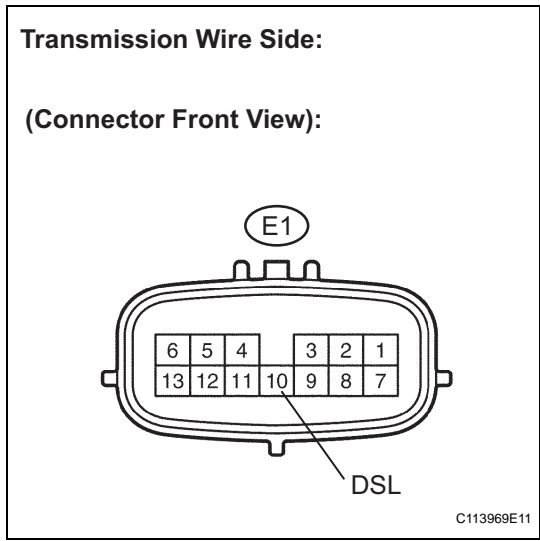 Transmission Wire Side:
(Connector Front View):
E1
6 5 4 3 2 1
13 12 11 10 9 8 7
DSL
C113969E11